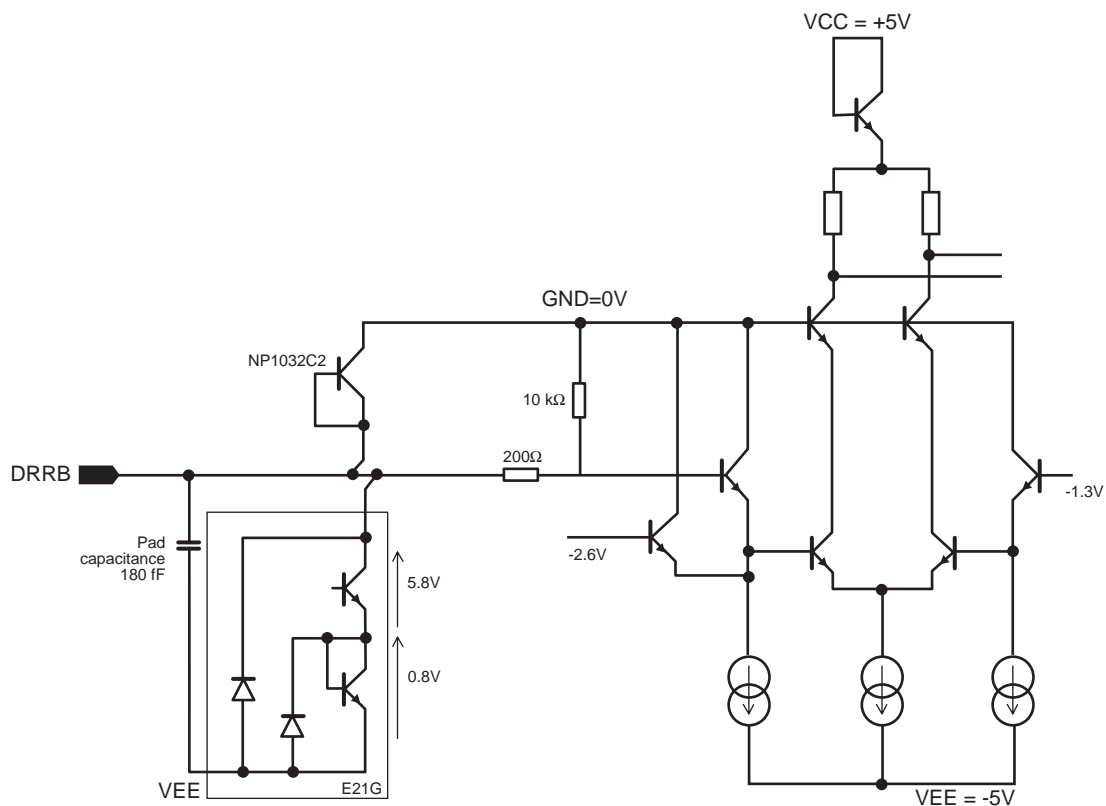 VCC = +5V
GND=0V
NP1032C2
10 kΩ
200Ω
DRRB
-1.3V
-2.6V
Pad
capacitance
180 fF
5.8V
0.8V
VEE
E21G
VEE = -5V